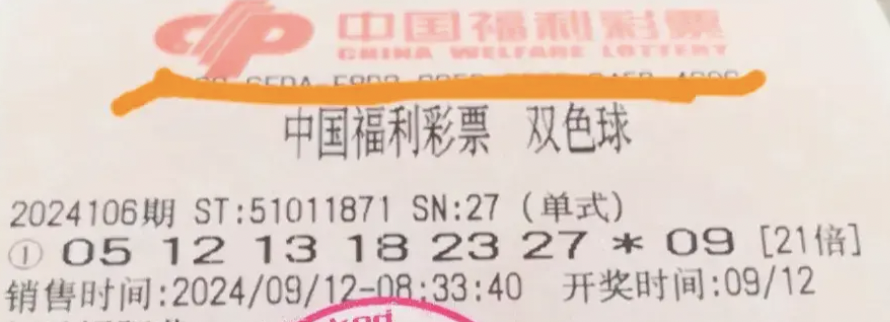 中国福利彩票
CHINA WELFARE LOTTERY
中国福利彩票 双色球
2024106期 ST:51011871 SN:27 (单式)
① 05 12 13 18 23 27 * 09 [21倍]
销售时间:2024/09/12-08:33:40 开奖时间:09/12